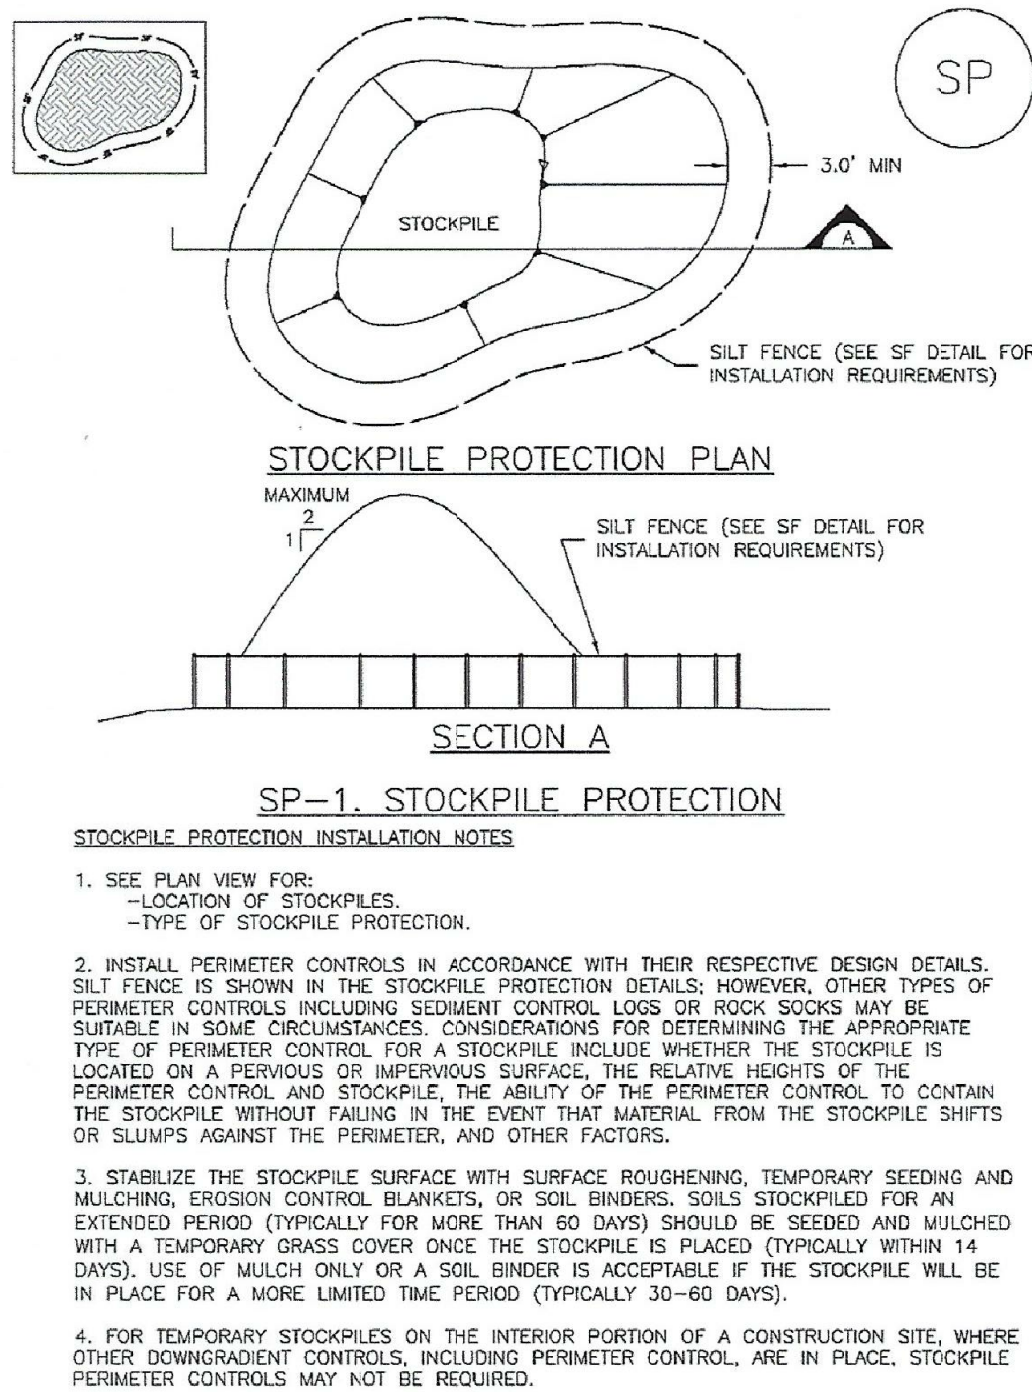 SF SF
SF SF
SF SF SF
SP
3.0' MIN
STOCKPILE
A
SILT FENCE (SEE SF DETAIL FOR
INSTALLATION REQUIREMENTS)
STOCKPILE PROTECTION PLAN
MAXIMUM
2
1
SILT FENCE (SEE SF DETAIL FOR
INSTALLATION REQUIREMENTS)
SECTION A
SP-1. STOCKPILE PROTECTION
STOCKPILE PROTECTION INSTALLATION NOTES
1. SEE PLAN VIEW FOR:
-LOCATION OF STOCKPILES.
-TYPE OF STOCKPILE PROTECTION.
2. INSTALL PERIMETER CONTROLS IN ACCORDANCE WITH THEIR RESPECTIVE DESIGN DETAILS.
SILT FENCE IS SHOWN IN THE STOCKPILE PROTECTION DETAILS; HOWEVER, OTHER TYPES OF
PERIMETER CONTROLS INCLUDING SEDIMENT CONTROL LOGS OR ROCK SOCKS MAY BE
SUITABLE IN SOME CIRCUMSTANCES. CONSIDERATIONS FOR DETERMINING THE APPROPRIATE
TYPE OF PERIMETER CONTROL FOR A STOCKPILE INCLUDE WHETHER THE STOCKPILE IS
LOCATED ON A PERVIOUS OR IMPERVIOUS SURFACE, THE RELATIVE HEIGHTS OF THE
PERIMETER CONTROL AND STOCKPILE, THE ABILITY OF THE PERIMETER CONTROL TO CONTAIN
THE STOCKPILE WITHOUT FAILING IN THE EVENT THAT MATERIAL FROM THE STOCKPILE SHIFTS
OR SLUMPS AGAINST THE PERIMETER, AND OTHER FACTORS.
3. STABILIZE THE STOCKPILE SURFACE WITH SURFACE ROUGHENING, TEMPORARY SEEDING AND
MULCHING, EROSION CONTROL BLANKETS, OR SOIL BINDERS. SOILS STOCKPILED FOR AN
EXTENDED PERIOD (TYPICALLY FOR MORE THAN 60 DAYS) SHOULD BE SEEDED AND MULCHED
WITH A TEMPORARY GRASS COVER ONCE THE STOCKPILE IS PLACED (TYPICALLY WITHIN 14
DAYS). USE OF MULCH ONLY OR A SOIL BINDER IS ACCEPTABLE IF THE STOCKPILE WILL BE
IN PLACE FOR A MORE LIMITED TIME PERIOD (TYPICALLY 30-60 DAYS).
4. FOR TEMPORARY STOCKPILES ON THE INTERIOR PORTION OF A CONSTRUCTION SITE, WHERE
OTHER DOWNGRADIENT CONTROLS, INCLUDING PERIMETER CONTROL, ARE IN PLACE, STOCKPILE
PERIMETER CONTROLS MAY NOT BE REQUIRED.